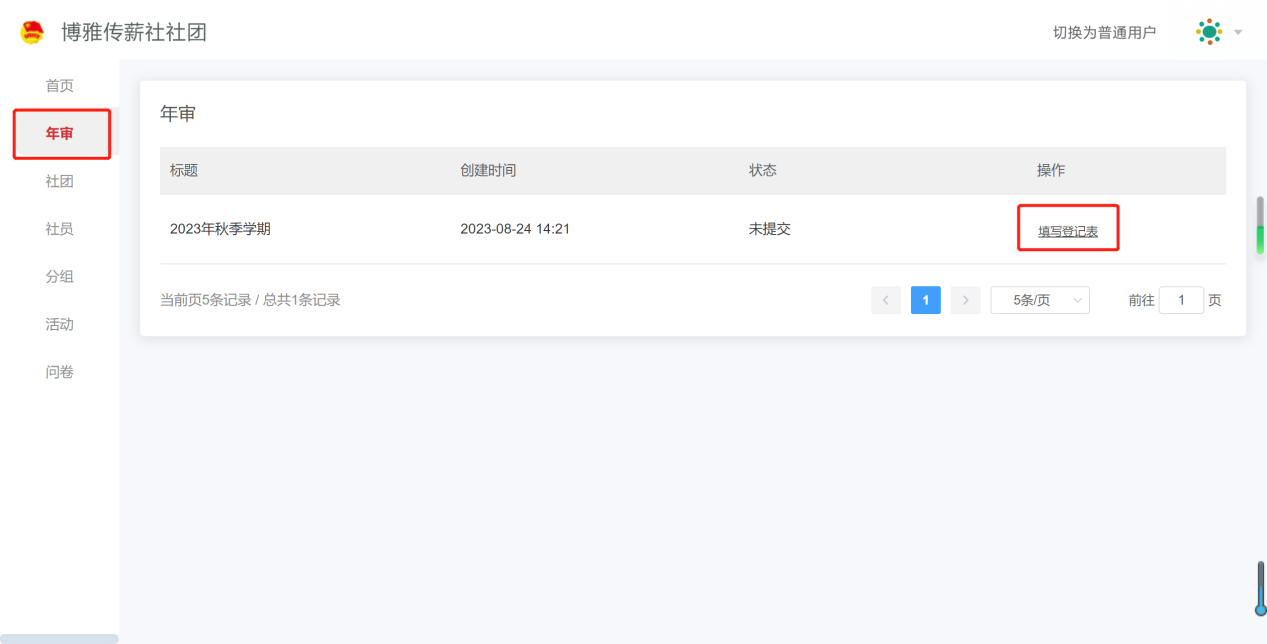 博雅传薪社社团
切换为普通用户
首页
年审
社团
社员
分组
活动
问卷
年审
标题 创建时间 状态 操作
2023年秋季学期 2023-08-24 14:21 未提交 填写登记表
当前页5条记录 / 总共1条记录 1 5条/页 前往 1 页